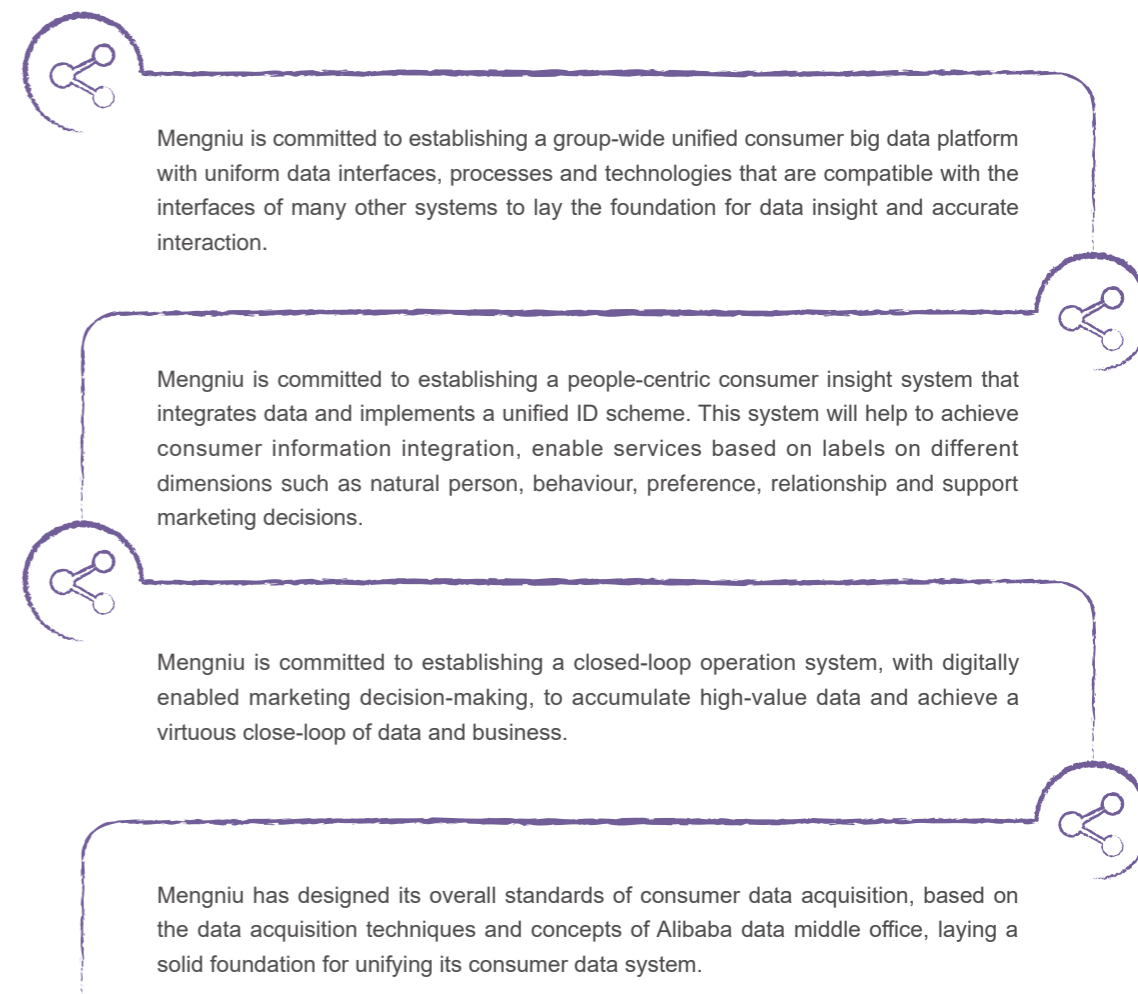 Mengniu is committed to establishing a group-wide unified consumer big data platform
with uniform data interfaces, processes and technologies that are compatible with the
interfaces of many other systems to lay the foundation for data insight and accurate
interaction.
Mengniu is committed to establishing a people-centric consumer insight system that
integrates data and implements a unified ID scheme. This system will help to achieve
consumer information integration, enable services based on labels on different
dimensions such as natural person, behaviour, preference, relationship and support
marketing decisions.
Mengniu is committed to establishing a closed-loop operation system, with digitally
enabled marketing decision-making, to accumulate high-value data and achieve a
virtuous close-loop of data and business.
Mengniu has designed its overall standards of consumer data acquisition, based on
the data acquisition techniques and concepts of Alibaba data middle office, laying a
solid foundation for unifying its consumer data system.